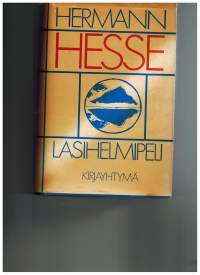 HERMANN
HESSE
LASIHELMIPELI
KIRJAYHTYMÄ